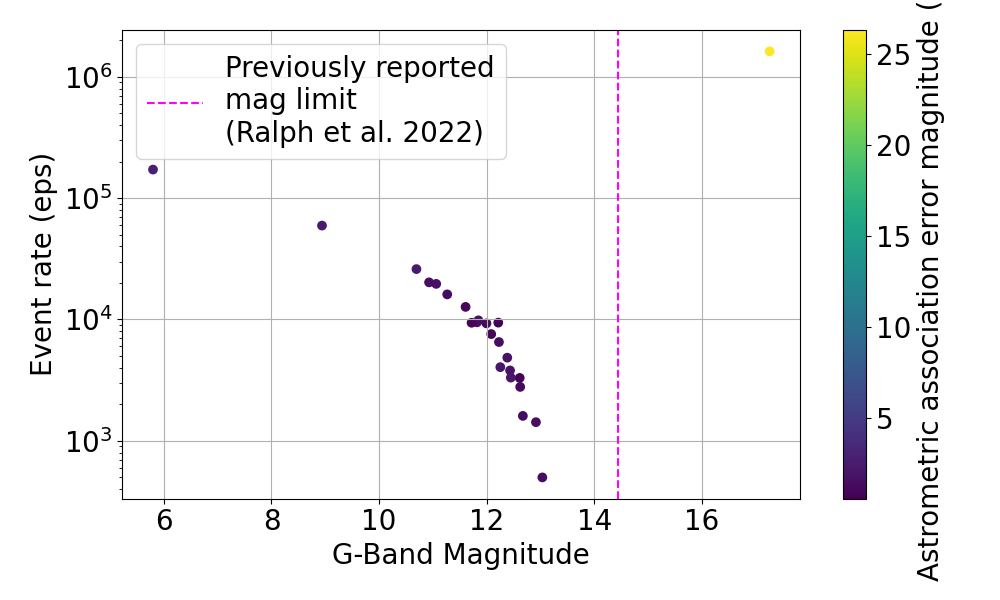 Previously reported
mag limit
(Ralph et al. 2022)
10^6
10^5
10^4
10^3
Event rate (eps)
6 8 10 12 14 16
G-Band Magnitude
25
20
15
10
5
Astrometric association error magnitude (